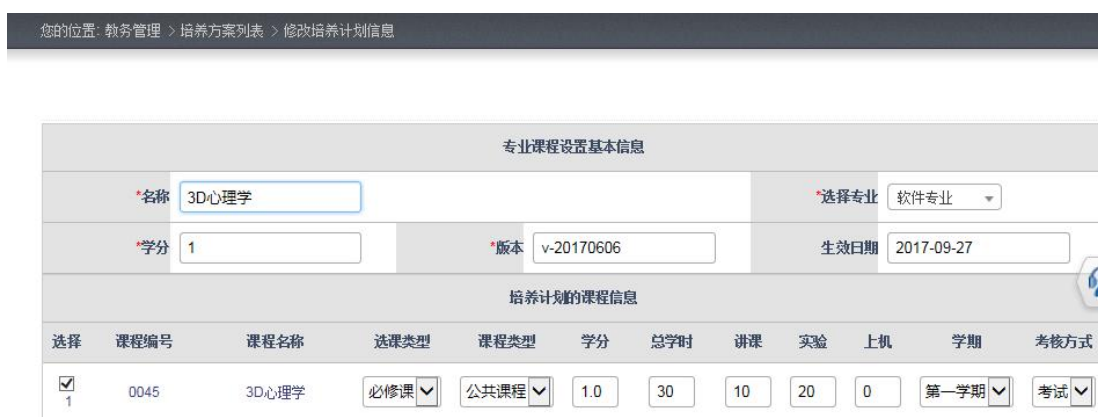 您的位置: 教务管理 > 培养方案列表 > 修改培养计划信息
专业课程设置基本信息
*名称 3D心理学 *选择专业 软件专业
*学分 1 *版本 v-20170606 生效日期 2017-09-27
培养计划的课程信息
选择 课程编号 课程名称 选课类型 课程类型 学分 总学时 讲课 实验 上机 学期 考核方式
1 0045 3D心理学 必修课 公共课程 1.0 30 10 20 0 第一学期 考试